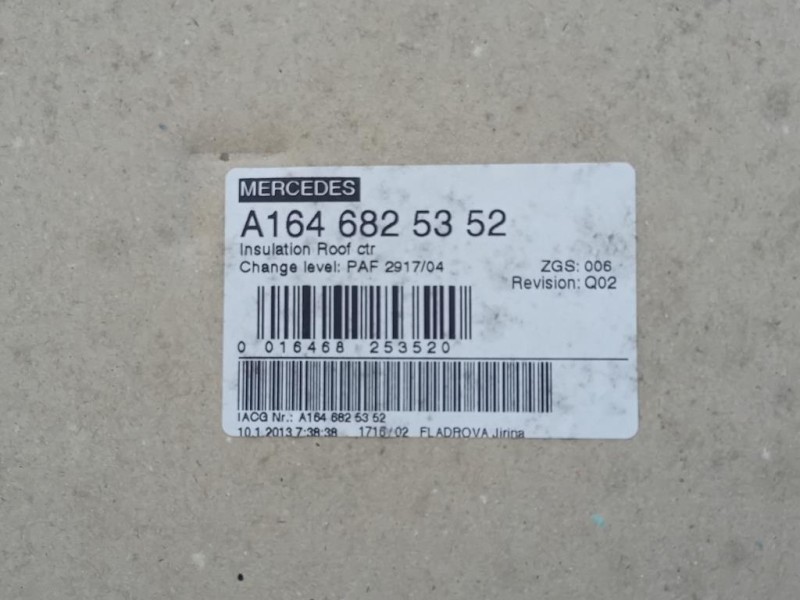 MERCEDES
A164 682 53 52
Insulation Roof ctr
Change level: PAF 2917/04 ZGS: 006
Revision: Q02
0 016468 253520
IACG Nr.: A164 682 53 52
10.1.2013 7:38:38 1716/02 FLADROVA Jirina